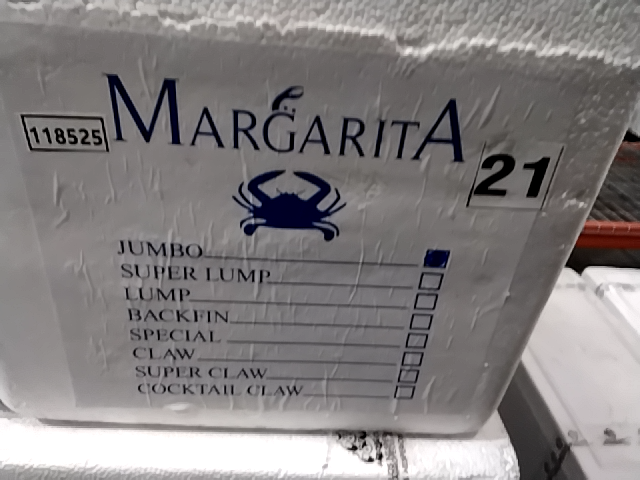 MARGARITA
118525
21
JUMBO
SUPER LUMP
LUMP
BACKFIN
SPECIAL
CLAW
SUPER CLAW
COCKTAIL CLAW